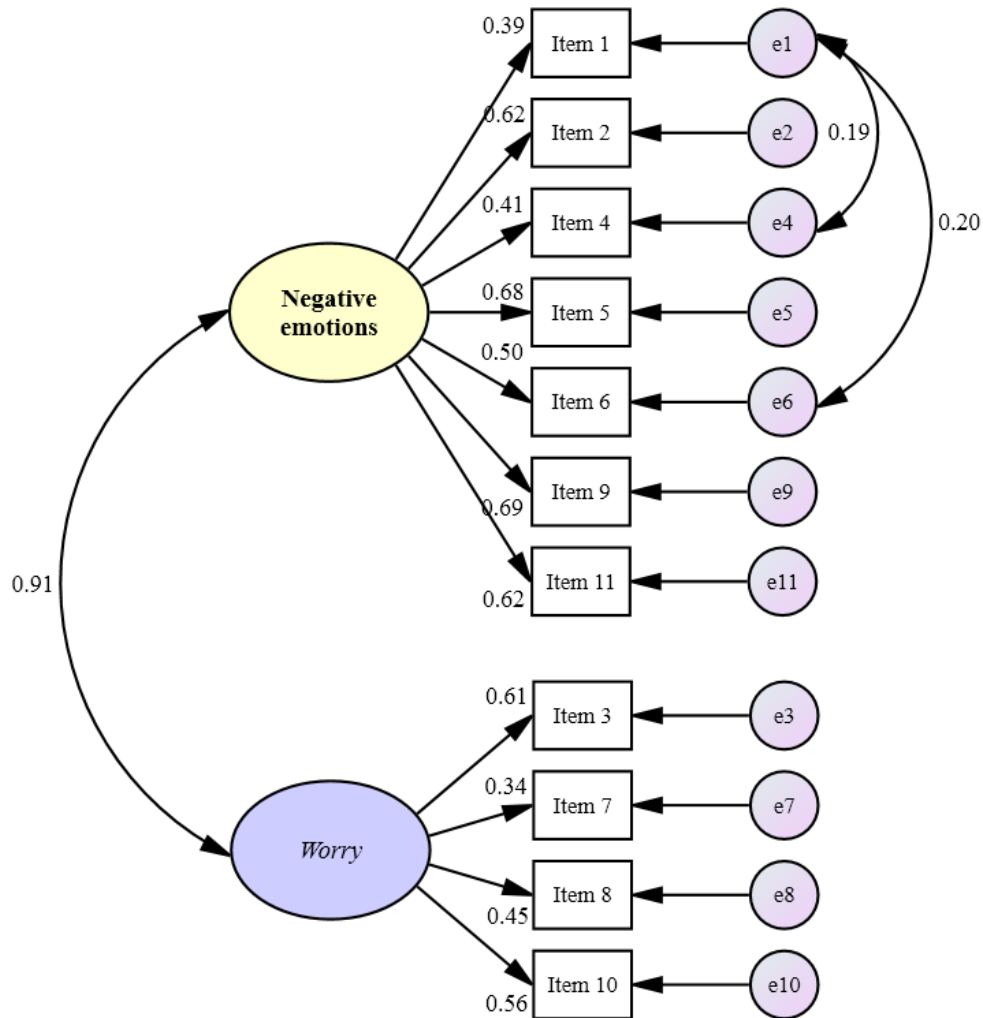 0.39
Item 1
e1
0.62
Item 2
e2
0.19
0.41
Item 4
e4
0.20
0.68
Item 5
e5
Negative
emotions
0.50
Item 6
e6
Item 9
e9
0.69
Item 11
e11
0.62
0.91
0.61
Item 3
e3
0.34
Item 7
e7
Worry
Item 8
e8
0.45
Item 10
e10
0.56